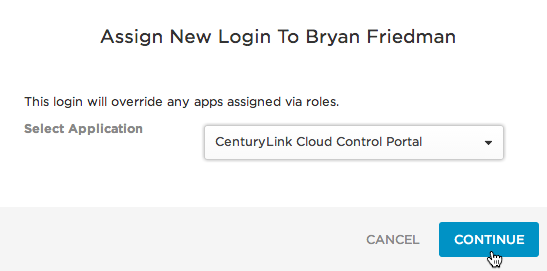 Assign New Login To Bryan Friedman
This login will override any apps assigned via roles.
Select Application
CenturyLink Cloud Control Portal
CANCEL
CONTINUE